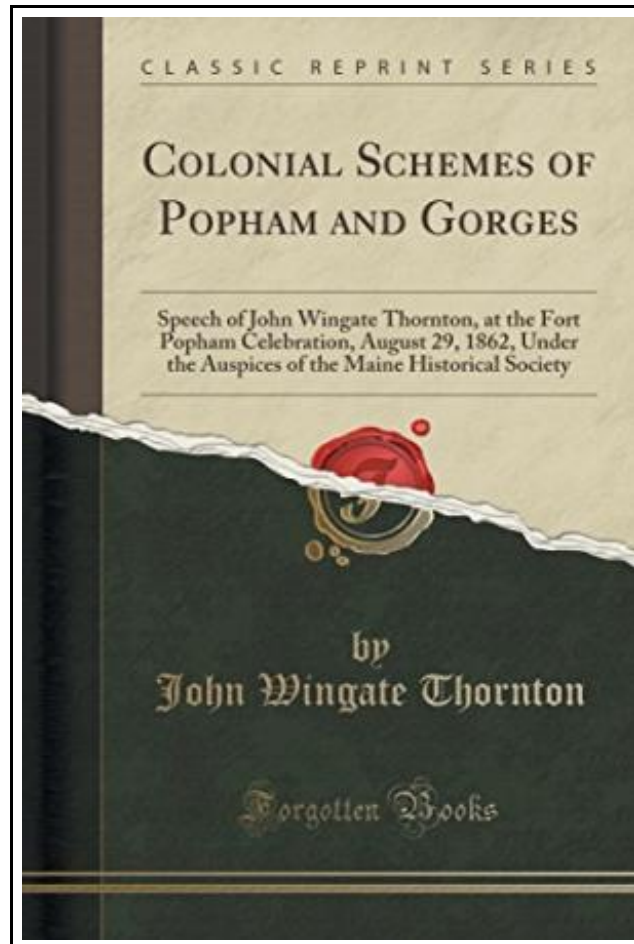 CLASSIC REPRINT SERIES
COLONIAL SCHEMES OF
POPHAM AND GORGES
Speech of John Wingate Thornton, at the Fort
Popham Celebration, August 29, 1862, Under
the Auspices of the Maine Historical Society
by
John Wingate Thornton
Forgotten Books